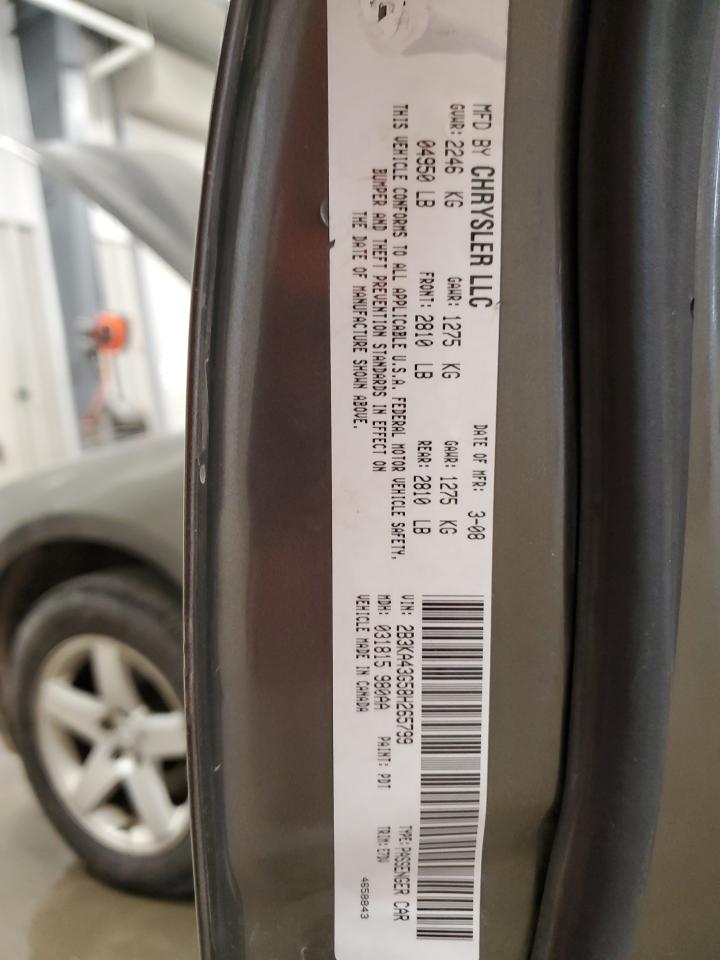 MFD BY CHRYSLER LLC DATE OF MFR: 3-08
GVWR: 2246 KG GAWR: 1275 KG GAWR: 1275 KG
04950 LB FRONT: 2810 LB REAR: 2810 LB
THIS VEHICLE CONFORMS TO ALL APPLICABLE U.S.A. FEDERAL MOTOR VEHICLE SAFETY,
BUMPER AND THEFT PREVENTION STANDARDS IN EFFECT ON
THE DATE OF MANUFACTURE SHOWN ABOVE.
VIN: 2B3KA43G58H265799 TYPE: PASSENGER CAR
MDH: 031815 980AA PAINT: PDT TRIM:
VEHICLE MADE IN CANADA 4658843